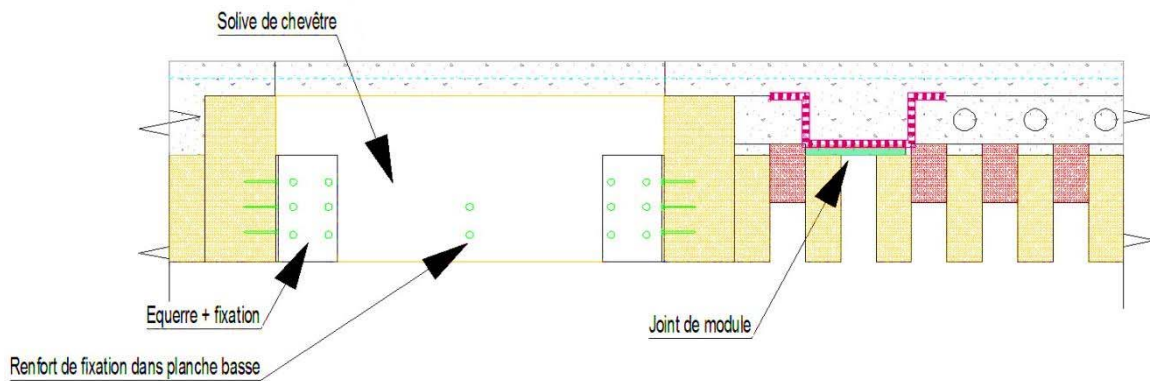 Solive de chevêtre
Equerre + fixation
Joint de module
Renfort de fixation dans planche basse